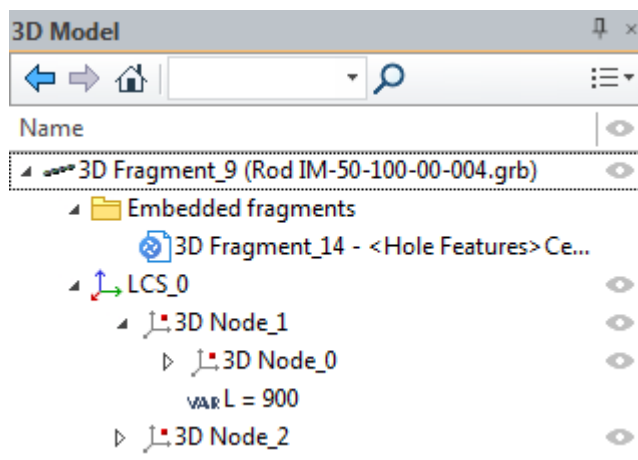 3D Model
Name
3D Fragment_9 (Rod IM-50-100-00-004.grb)
Embedded fragments
3D Fragment_14 - <Hole Features>Ce...
LCS_0
3D Node_1
3D Node_0
VAR L = 900
3D Node_2